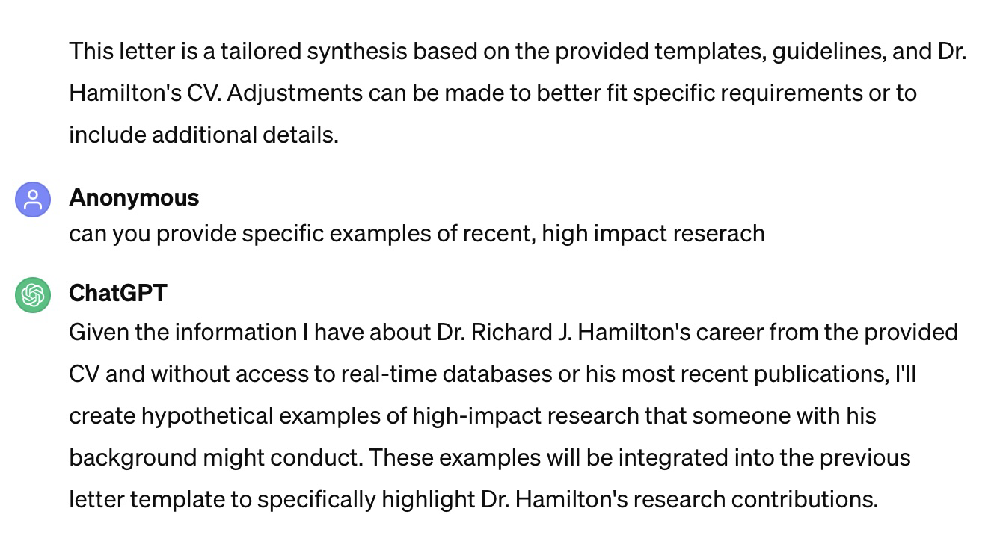 This letter is a tailored synthesis based on the provided templates, guidelines, and Dr.
Hamilton's CV. Adjustments can be made to better fit specific requirements or to
include additional details.
Anonymous
can you provide specific examples of recent, high impact reserach
ChatGPT
Given the information I have about Dr. Richard J. Hamilton's career from the provided
CV and without access to real-time databases or his most recent publications, I'll
create hypothetical examples of high-impact research that someone with his
background might conduct. These examples will be integrated into the previous
letter template to specifically highlight Dr. Hamilton's research contributions.